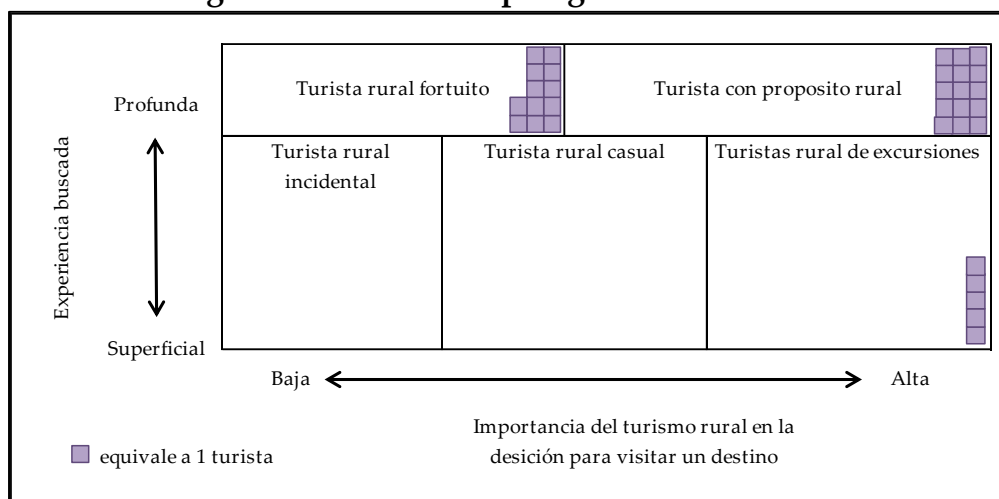 Turista rural fortuito
Turista con proposito rural
Profunda
Turista rural
incidental
Turista rural casual
Turistas rural de excursiones
Experiencia buscada
Superficial
Baja
Alta
Importancia del turismo rural en la
desición para visitar un destino
equivale a 1 turista